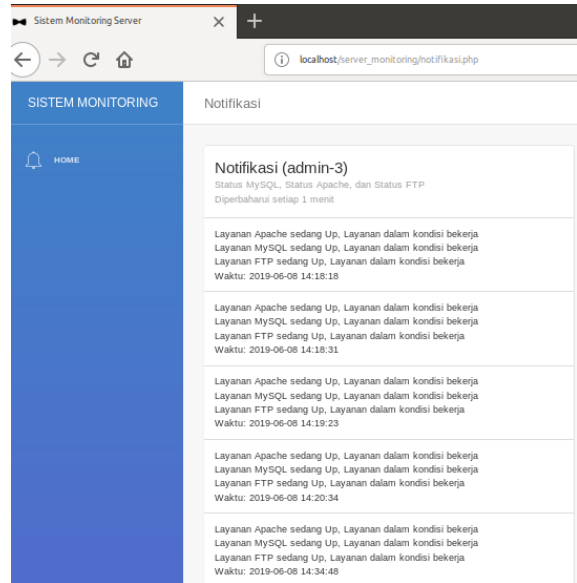 Sistem Monitoring Server
localhost/server_monitoring/notifikasi.php
SISTEM MONITORING
Notifikasi
HOME
Notifikasi (admin-3)
Status MySQL, Status Apache, dan Status FTP
Diperbaharui setiap 1 menit
Layanan Apache sedang Up, Layanan dalam kondisi bekerja
Layanan MySQL sedang Up, Layanan dalam kondisi bekerja
Layanan FTP sedang Up, Layanan dalam kondisi bekerja
Waktu: 2019-06-08 14:18:18
Layanan Apache sedang Up, Layanan dalam kondisi bekerja
Layanan MySQL sedang Up, Layanan dalam kondisi bekerja
Layanan FTP sedang Up, Layanan dalam kondisi bekerja
Waktu: 2019-06-08 14:18:31
Layanan Apache sedang Up, Layanan dalam kondisi bekerja
Layanan MySQL sedang Up, Layanan dalam kondisi bekerja
Layanan FTP sedang Up, Layanan dalam kondisi bekerja
Waktu: 2019-06-08 14:19:23
Layanan Apache sedang Up, Layanan dalam kondisi bekerja
Layanan MySQL sedang Up, Layanan dalam kondisi bekerja
Layanan FTP sedang Up, Layanan dalam kondisi bekerja
Waktu: 2019-06-08 14:20:34
Layanan Apache sedang Up, Layanan dalam kondisi bekerja
Layanan MySQL sedang Up, Layanan dalam kondisi bekerja
Layanan FTP sedang Up, Layanan dalam kondisi bekerja
Waktu: 2019-06-08 14:34:48